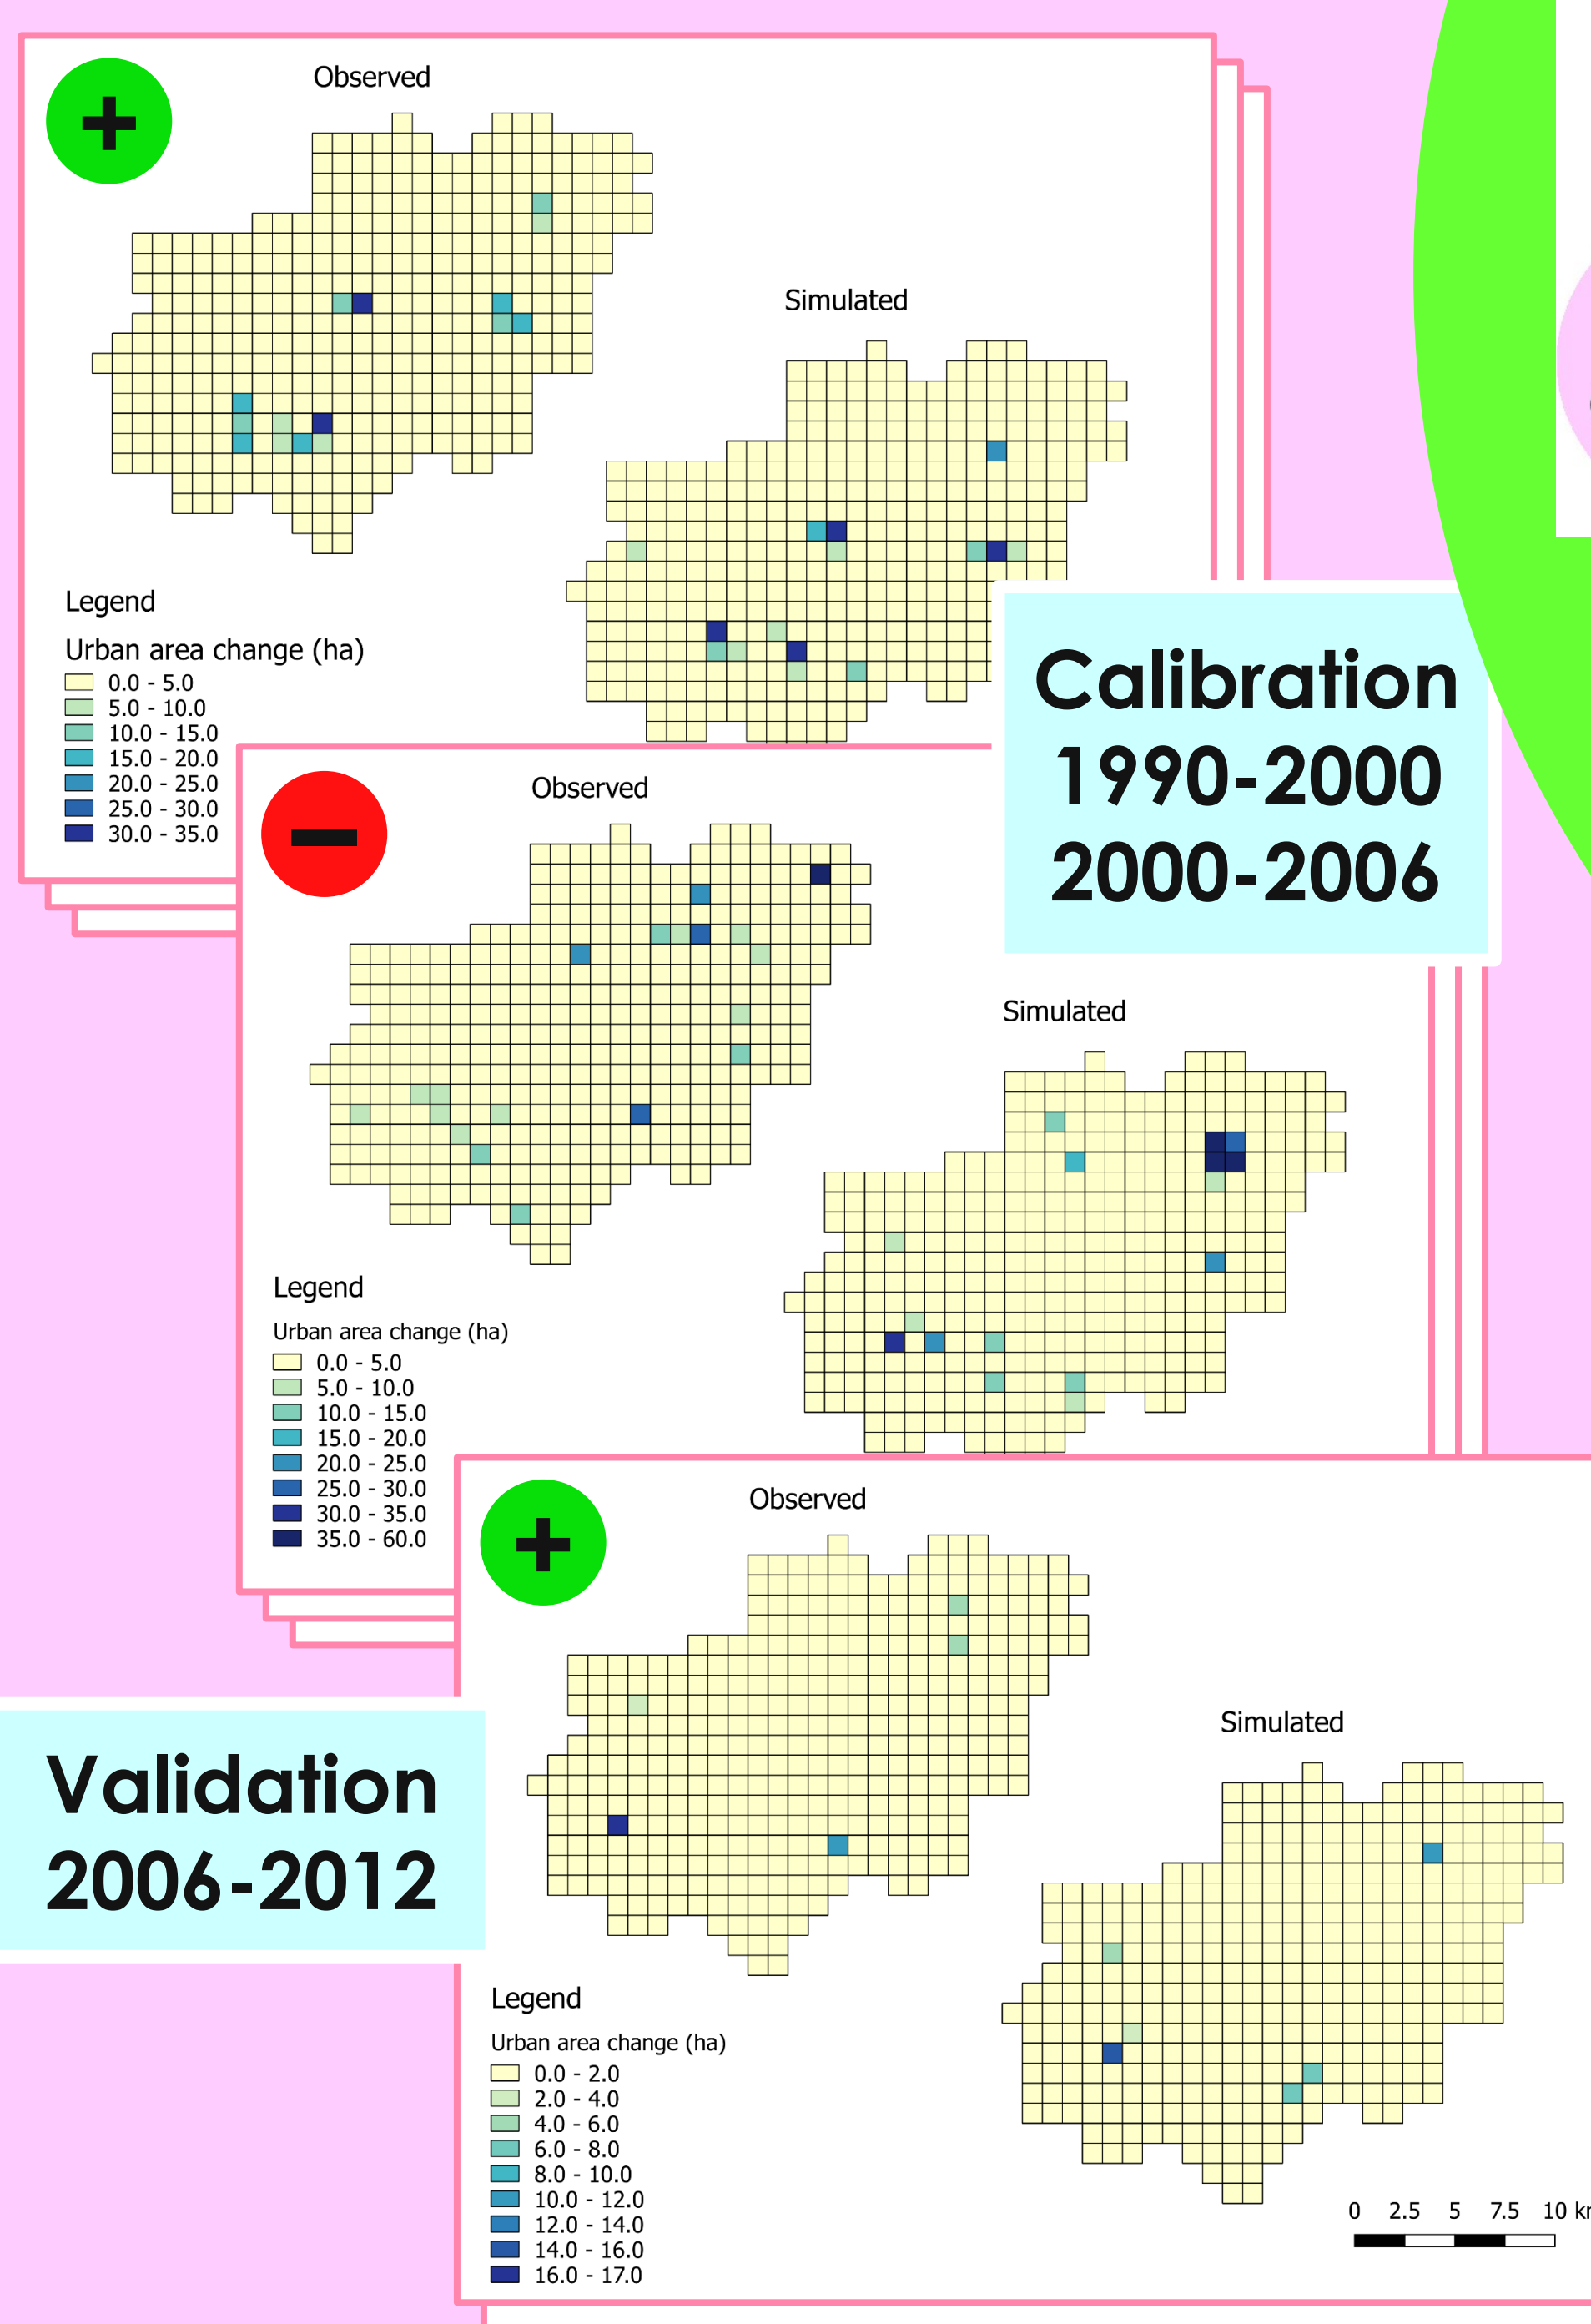 +
Observed
Simulated
Legend
Urban area change (ha)
0.0 - 5.0
5.0 - 10.0
10.0 - 15.0
15.0 - 20.0
20.0 - 25.0
25.0 - 30.0
30.0 - 35.0
Calibration
1990-2000
2000-2006
Observed
Simulated
Legend
Urban area change (ha)
0.0 - 5.0
5.0 - 10.0
10.0 - 15.0
15.0 - 20.0
20.0 - 25.0
25.0 - 30.0
30.0 - 35.0
35.0 - 60.0
+
Observed
Simulated
Validation
2006-2012
Legend
Urban area change (ha)
0.0 - 2.0
2.0 - 4.0
4.0 - 6.0
6.0 - 8.0
8.0 - 10.0
10.0 - 12.0
12.0 - 14.0
14.0 - 16.0
16.0 - 17.0
0 2.5 5 7.5 10